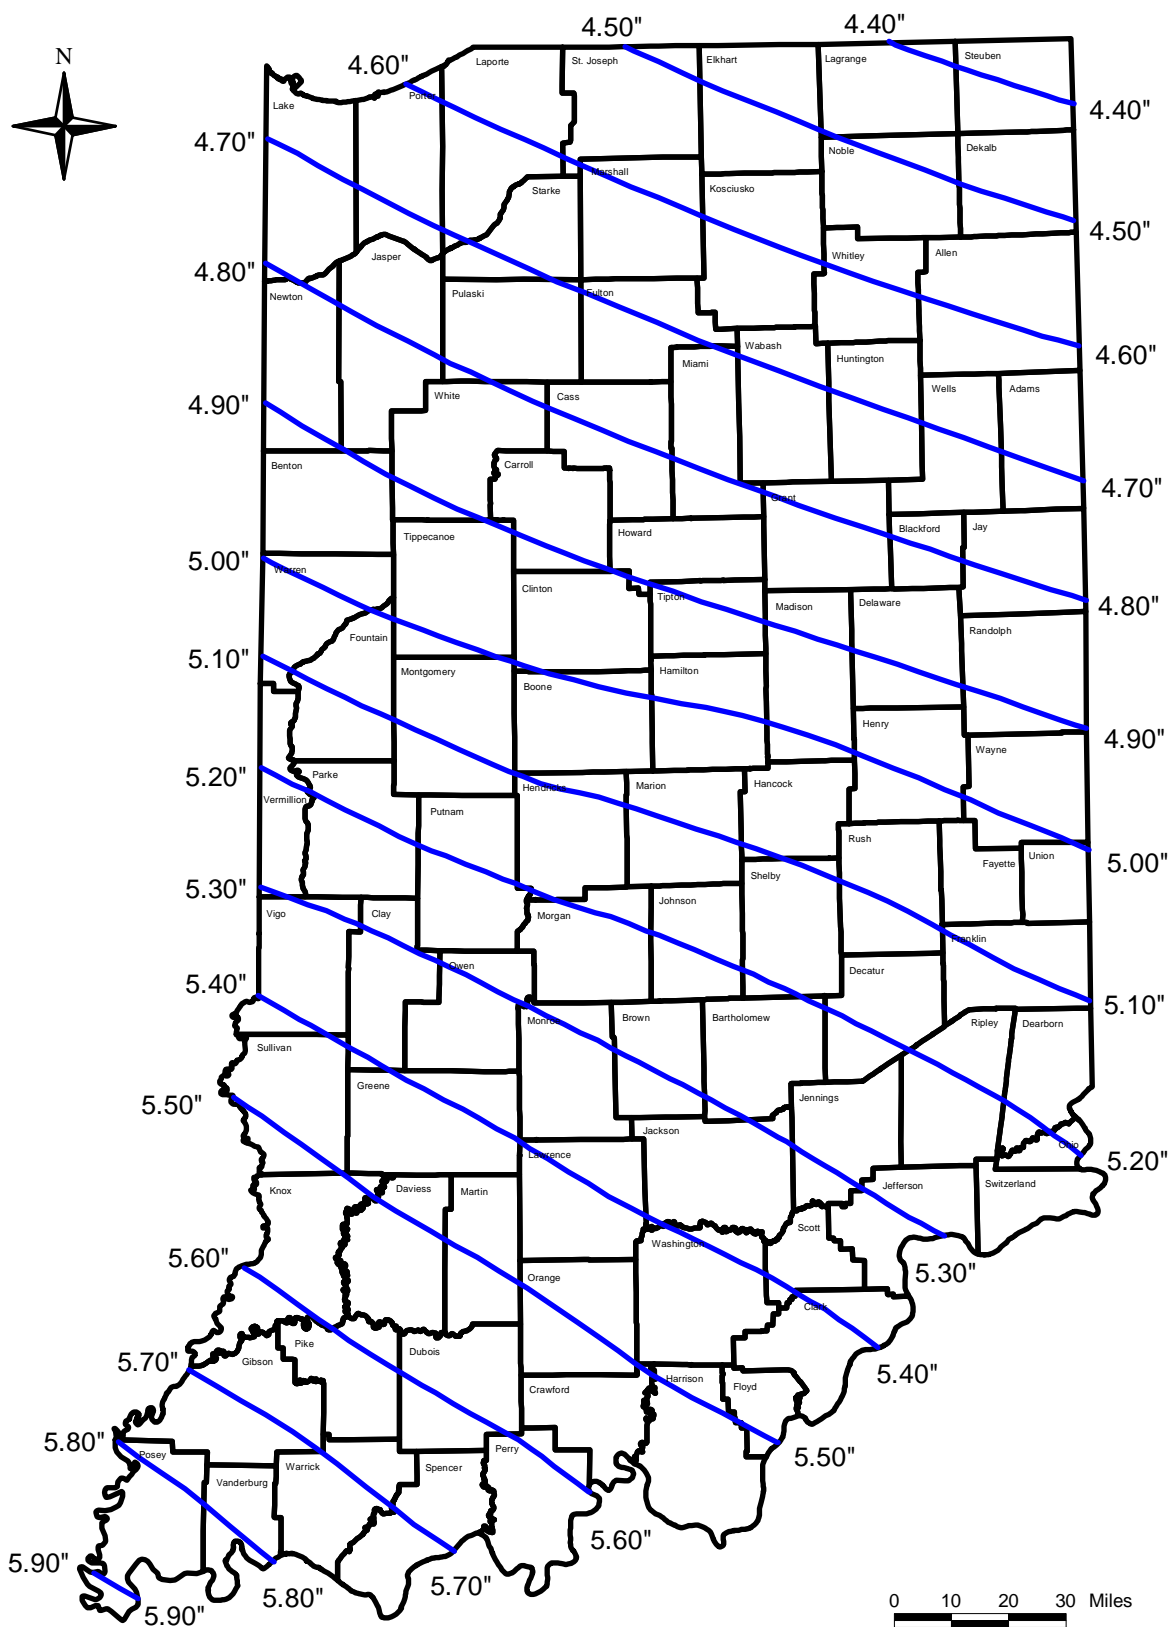 4.50"
4.40"
N
4.60"
Laporte
St. Joseph
Elkhart
Lagrange
Steuben
Porter
Lake
4.40"
4.70"
Noble
Dekalb
Marshall
Kosciusko
Starke
4.50"
Jasper
Whitley
Allen
4.80"
Newton
Pulaski
Fulton
Wabash
4.60"
Miami
Huntington
Wells
Adams
White
Cass
4.90"
Benton
Carroll
4.70"
Grant
Blackford
Jay
Tippecanoe
Howard
5.00"
Warren
Clinton
Tipton
Madison
Delaware
4.80"
Randolph
Fountain
5.10"
Montgomery
Hamilton
Boone
Henry
4.90"
Wayne
5.20"
Parke
Hendricks
Marion
Hancock
Vermillion
Putnam
Rush
Fayette
Union
5.00"
Shelby
5.30"
Johnson
Vigo
Clay
Morgan
Franklin
Owen
Decatur
5.40"
5.10"
Monroe
Brown
Bartholomew
Ripley
Dearborn
Sullivan
Greene
Jennings
5.50"
Jackson
Ohio
Lawrence
5.20"
Knox
Daviess
Martin
Jefferson
Switzerland
Scott
Washington
5.60"
5.30"
Orange
Clark
Pike
Dubois
5.70"
Gibson
5.40"
Harrison
Floyd
Crawford
5.80"
Posey
Perry
5.50"
Warrick
Spencer
Vanderburg
5.60"
5.90"
5.70"
5.80"
5.90"
0 10 20 30 Miles